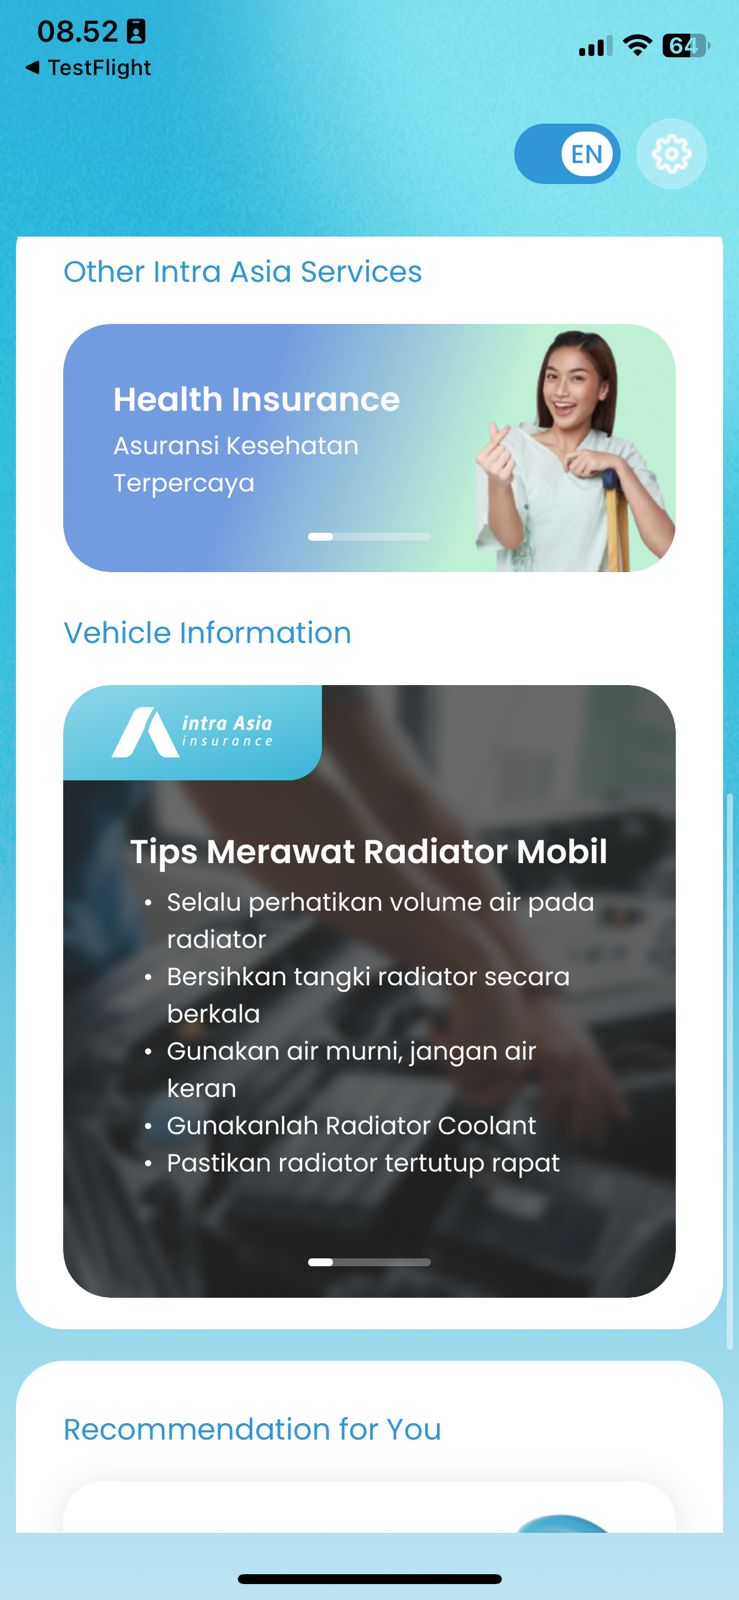 08.52
64
◀ TestFlight
EN
Other Intra Asia Services
Health Insurance
Asuransi Kesehatan
Terpercaya
Vehicle Information
intra Asia
insurance
Tips Merawat Radiator Mobil
• Selalu perhatikan volume air pada
radiator
• Bersihkan tangki radiator secara
berkala
• Gunakan air murni, jangan air
keran
• Gunakanlah Radiator Coolant
• Pastikan radiator tertutup rapat
Recommendation for You